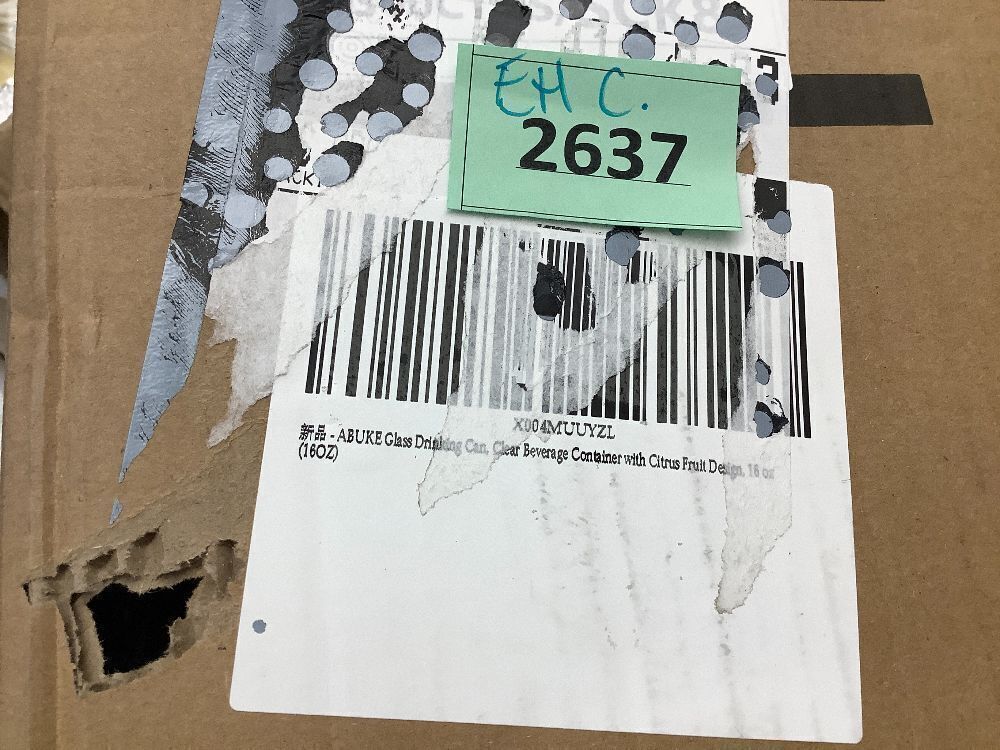 EH C.
2637
X004MUUYZL
新品 - ABUKE Glass Drinking Can, Clear Beverage Container with Citrus Fruit Design, 16 oz
(16OZ)